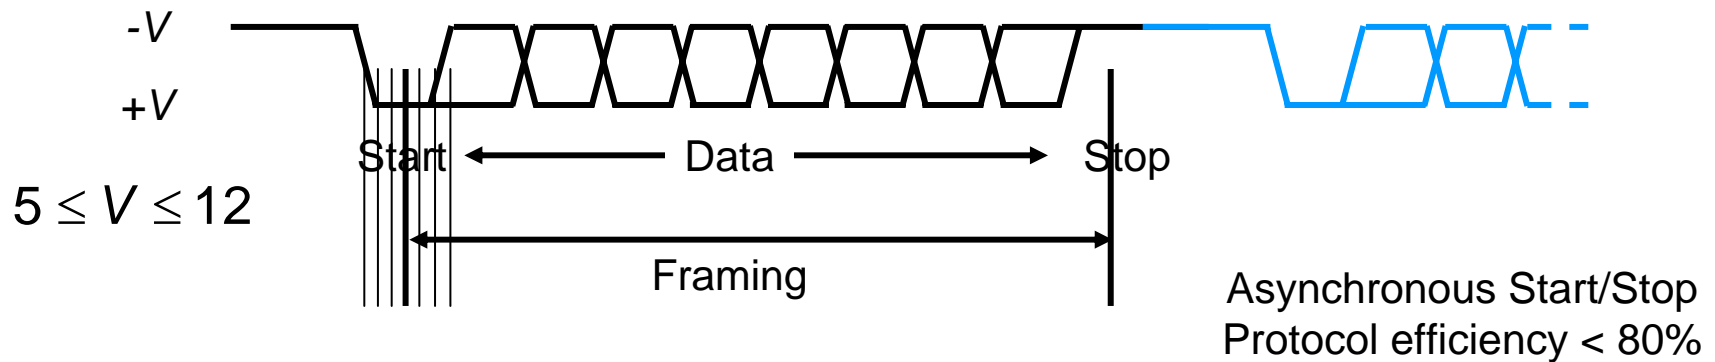 -V
+V
Start
Data
Stop
5 ≤ V ≤ 12
Framing
Asynchronous Start/Stop
Protocol efficiency < 80%